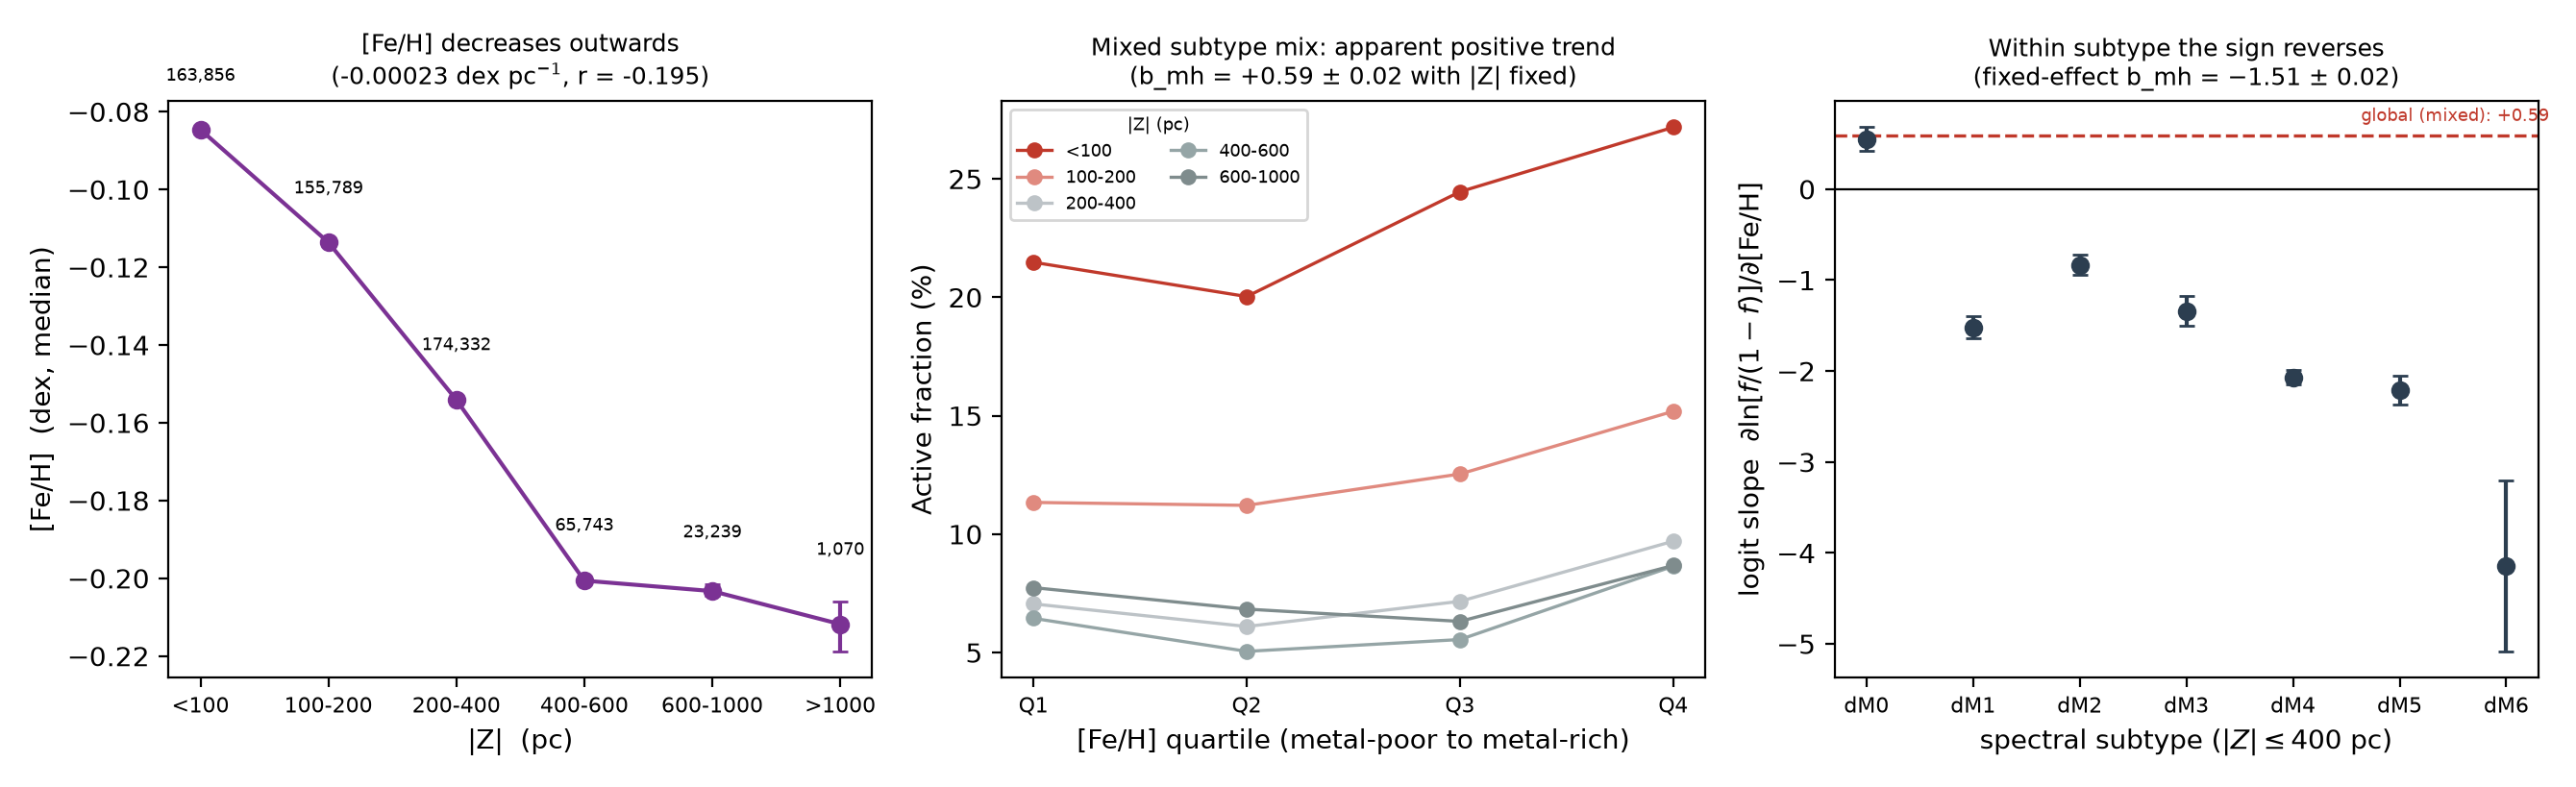 [Fe/H] decreases outwards
(-0.00023 dex pc⁻¹, r = -0.195)
163,856
155,789
174,332
65,743
23,239
1,070
−0.08
−0.10
−0.12
−0.14
−0.16
−0.18
−0.20
−0.22
[Fe/H] (dex, median)
<100
100-200
200-400
400-600
600-1000
>1000
|Z| (pc)
Mixed subtype mix: apparent positive trend
(b_mh = +0.59 ± 0.02 with |Z| fixed)
|Z| (pc)
<100
100-200
200-400
400-600
600-1000
25
20
15
10
5
Active fraction (%)
Q1
Q2
Q3
Q4
[Fe/H] quartile (metal-poor to metal-rich)
Within subtype the sign reverses
(fixed-effect b_mh = −1.51 ± 0.02)
global (mixed): +0.59
0
−1
−2
−3
−4
−5
logit slope ∂ln[f/(1 − f)]/∂[Fe/H]
dM0
dM1
dM2
dM3
dM4
dM5
dM6
spectral subtype (|Z| ≤ 400 pc)